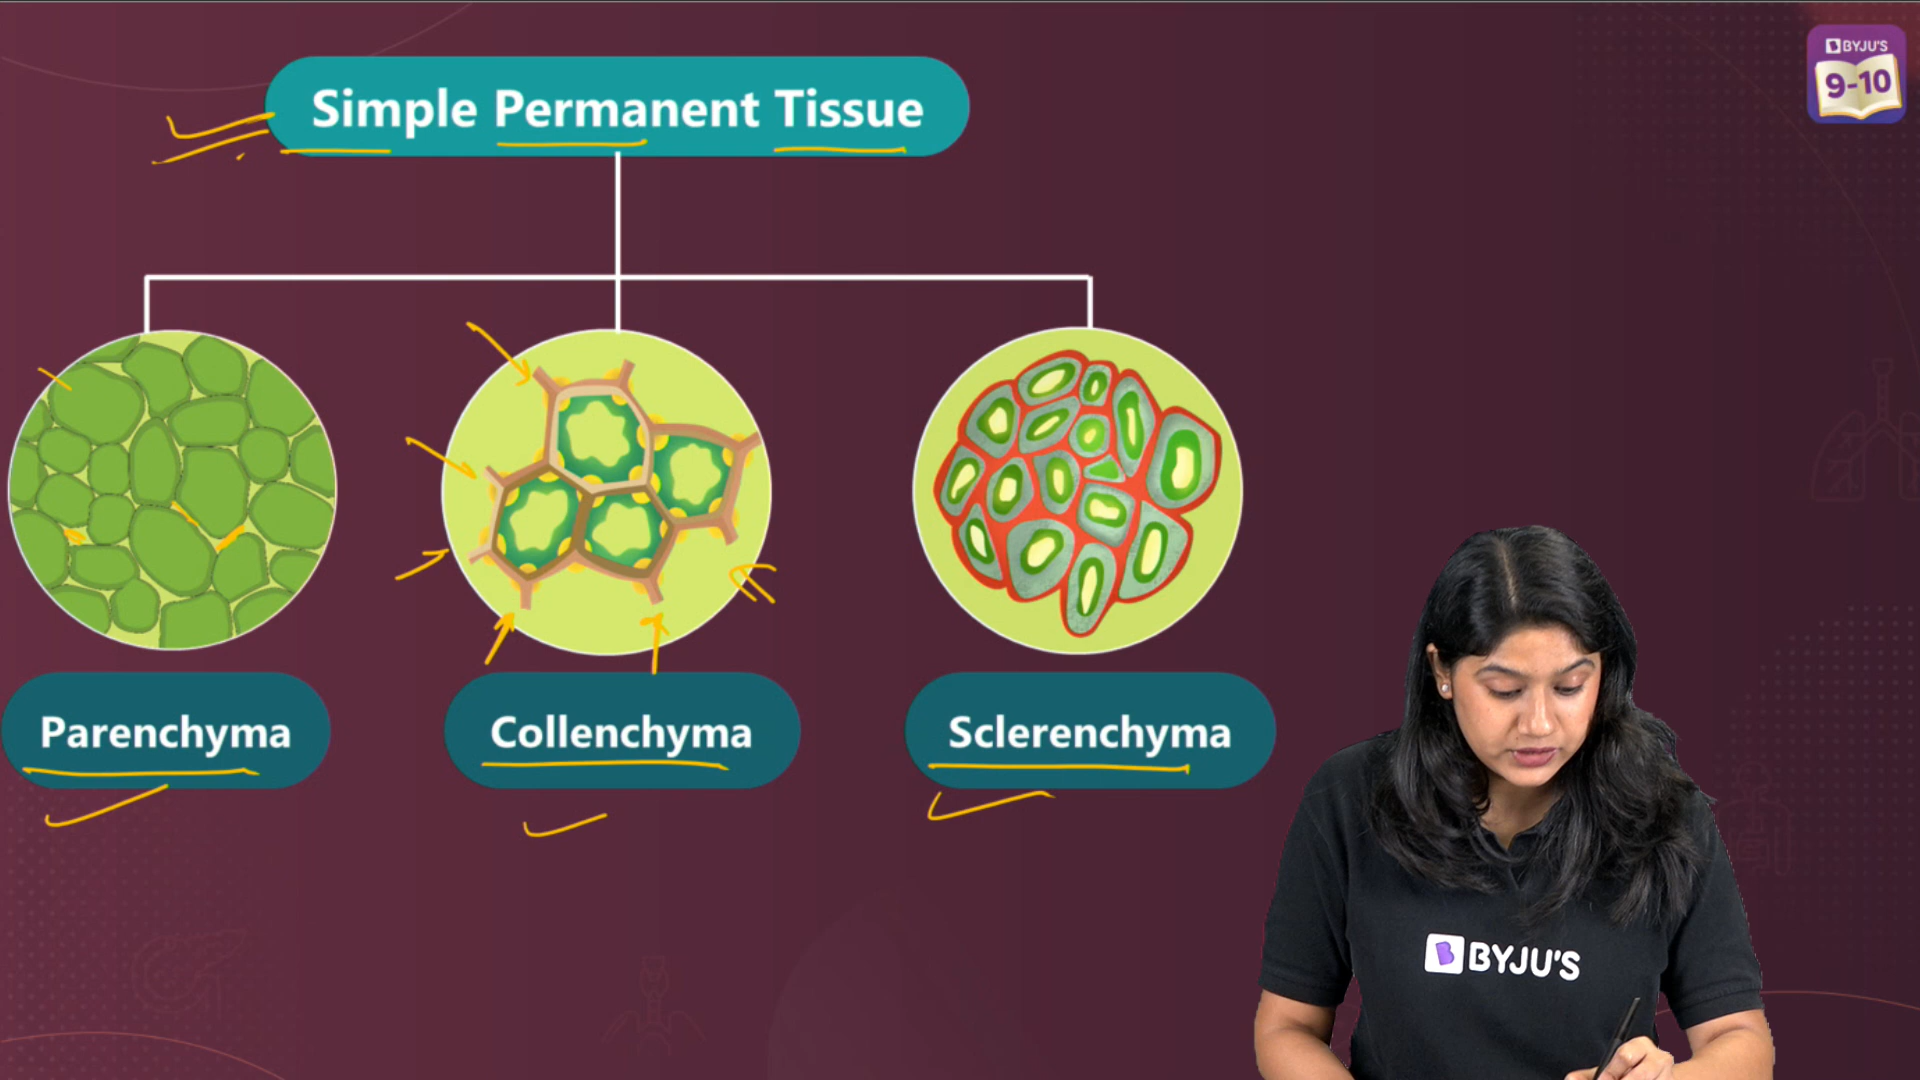 BYJU'S
9-10
Simple Permanent Tissue
Parenchyma
Collenchyma
Sclerenchyma
BYJU'S